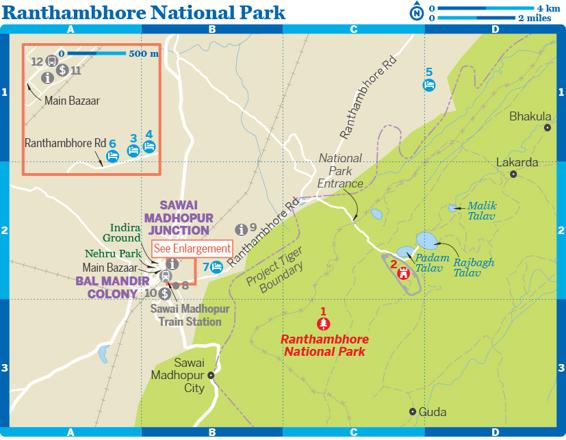 Ranthambhore National Park
N
0 4 km
0 2 miles
A B C D
0 500 m
12
11
Main Bazaar
Ranthambhore Rd
6 3 4
5
1 1
Ranthambhore Rd
Bhakula
National
Park
Entrance
Lakarda
SAWAI
MADHOPUR
JUNCTION
Malik
Talav
Indira
Ground
9
2 2
See Enlargement
Ranthambhore Rd
Nehru Park
Main Bazaar
7
Project Tiger
Boundary
2
Padam
Talav
Rajbagh
Talav
BAL MANDIR
COLONY
8
10
Sawai Madhopur
Train Station
1
Ranthambhore
National Park
3 3
Sawai
Madhopur
City
Guda
A B C D